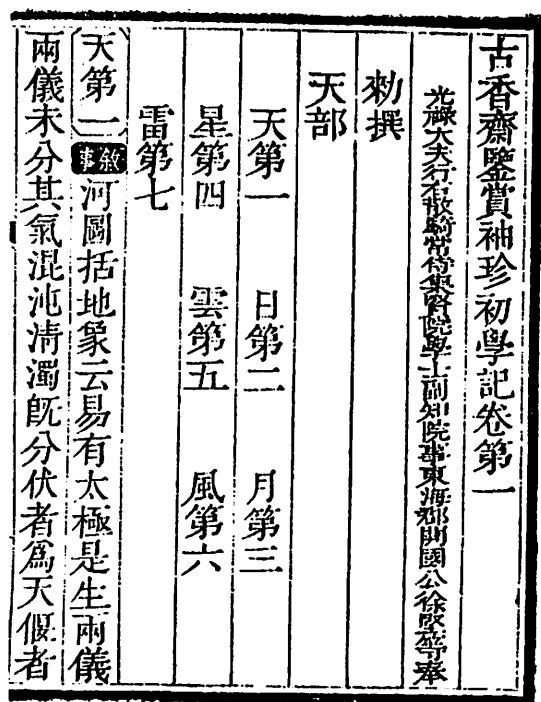 古香齋鑒賞袖珍初學記卷第一
光祿大夫行右散騎常侍集賢院學士副知院事東海郡開國公徐堅等奉
勑撰
天部
天第一 日第二 月第三
星第四 雲第五 風第六
雷第七
天第一 敘事 河圖括地象云易有太極是生兩儀
兩儀未分其氣混沌清濁既分伏者爲天偃者